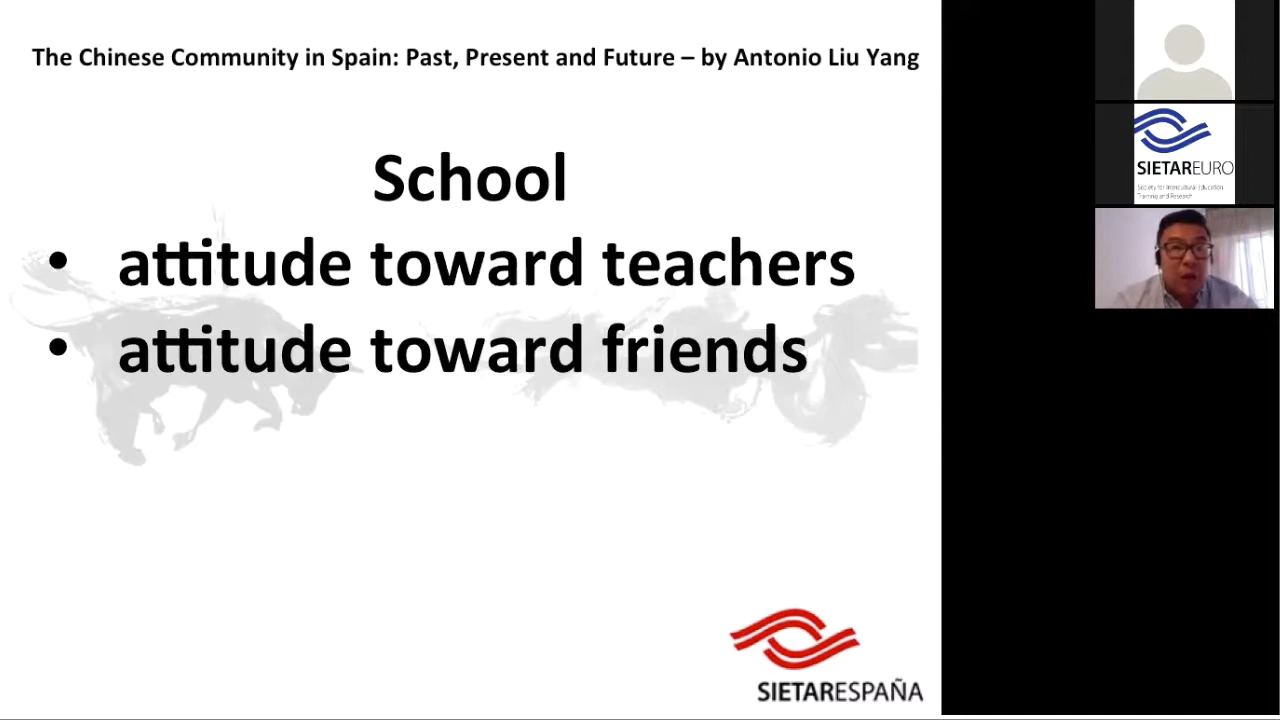 The Chinese Community in Spain: Past, Present and Future – by Antonio Liu Yang
School
• attitude toward teachers
• attitude toward friends
SIETARESPAÑA
SIETAREURO
Society for Intercultural Education
Training and Research